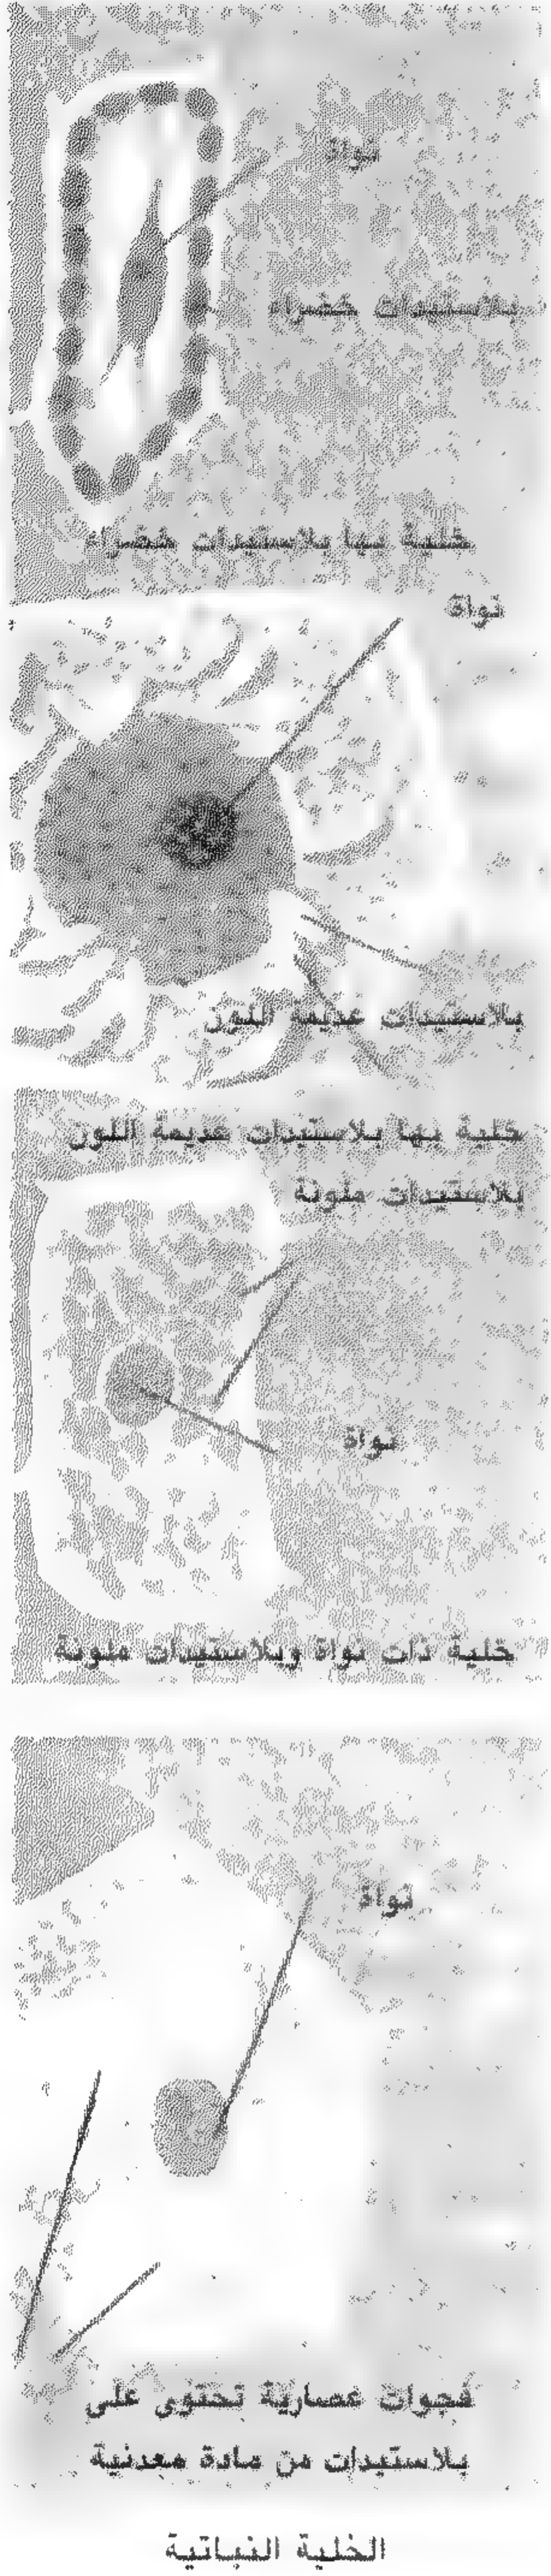 نواة
بلاستيدات خضراء
خلية بها بلاستيدات خضراء
نواة
بلاستيدات عديمة اللون
خلية بها بلاستيدات عديمة اللون
بلاستيدات ملونة
نواة
خلية ذات نواة وبلاستيدات ملونة
نواة
فجوات عصارية تحتوى على
بلاستيدات من مادة معدنية
الخلية النباتية